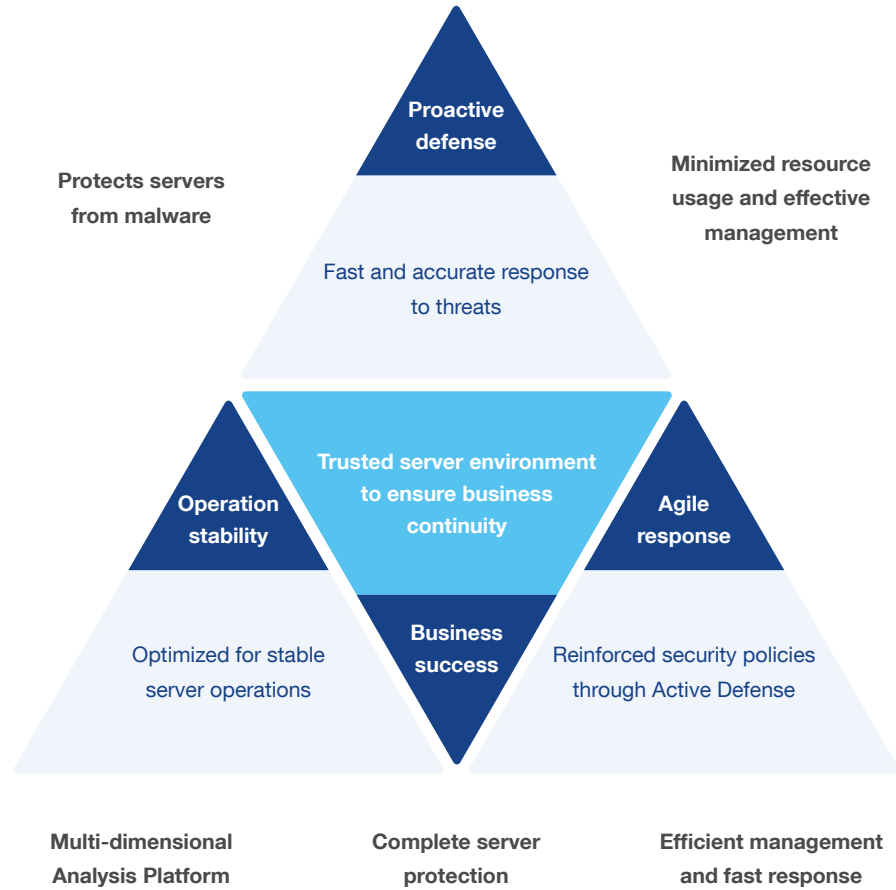 Proactive
defense
Protects servers
from malware
Minimized resource
usage and effective
management
Fast and accurate response
to threats
Trusted server environment
to ensure business
continuity
Operation
stability
Agile
response
Business
success
Optimized for stable
server operations
Reinforced security policies
through Active Defense
Multi-dimensional
Analysis Platform
Complete server
protection
Efficient management
and fast response